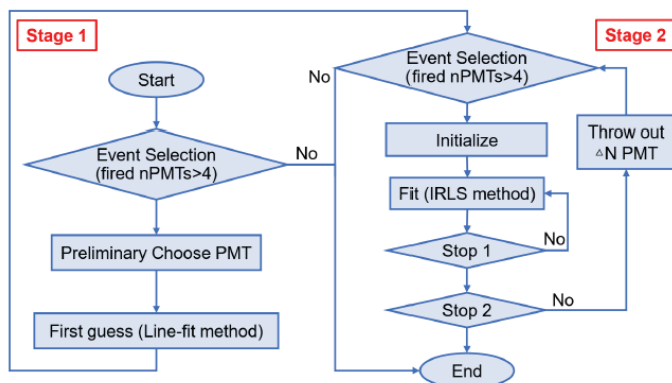 Stage 1
Start
Event Selection
(fired nPMTs>4)
No
Preliminary Choose PMT
First guess (Line-fit method)
Stage 2
Event Selection
(fired nPMTs>4)
No
Initialize
Throw out
△N PMT
Fit (IRLS method)
Stop 1
No
Stop 2
No
End